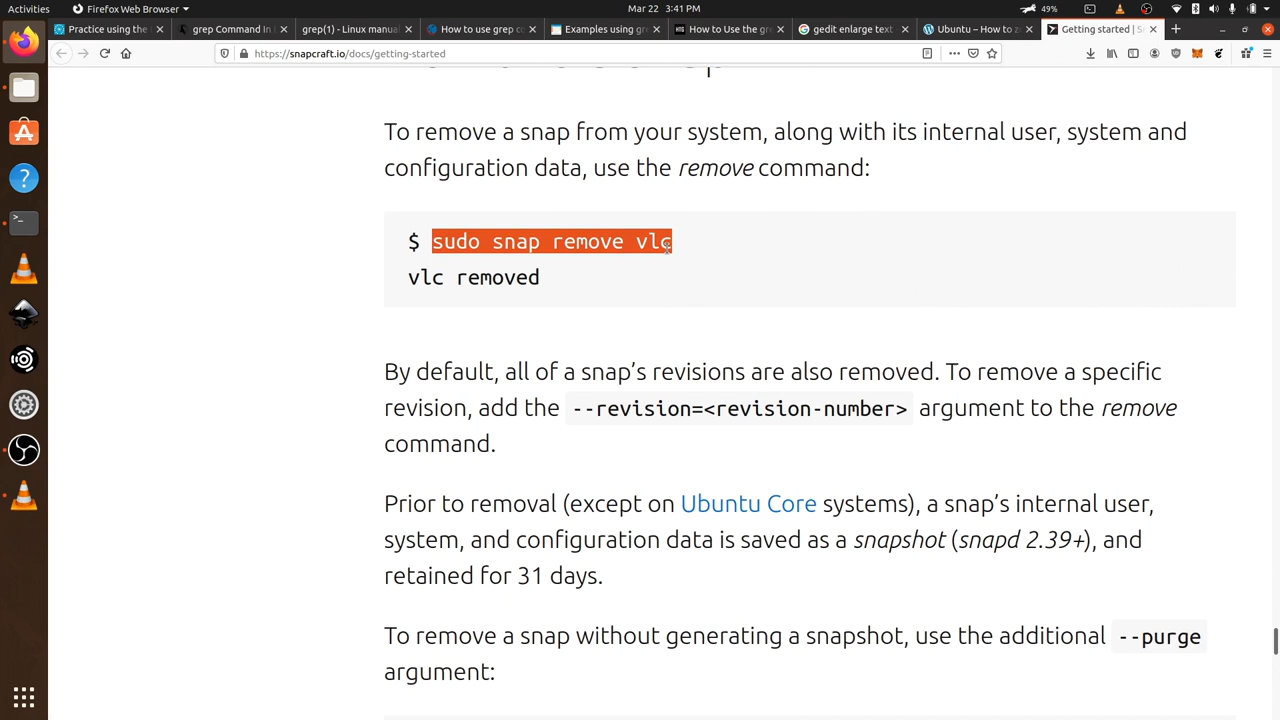 Activities
Firefox Web Browser
Mar 22 3:41 PM
49%
Practice using the
grep Command In
grep(1) - Linux manual
How to use grep co
Examples using gre
How to Use the gre
gedit enlarge text
Ubuntu – How to z
Getting started | S
https://snapcraft.io/docs/getting-started
To remove a snap from your system, along with its internal user, system and
configuration data, use the remove command:
$ sudo snap remove vlc
vlc removed
By default, all of a snap’s revisions are also removed. To remove a specific
revision, add the --revision=<revision-number> argument to the remove
command.
Prior to removal (except on Ubuntu Core systems), a snap’s internal user,
system, and configuration data is saved as a snapshot (snapd 2.39+), and
retained for 31 days.
To remove a snap without generating a snapshot, use the additional --purge
argument: